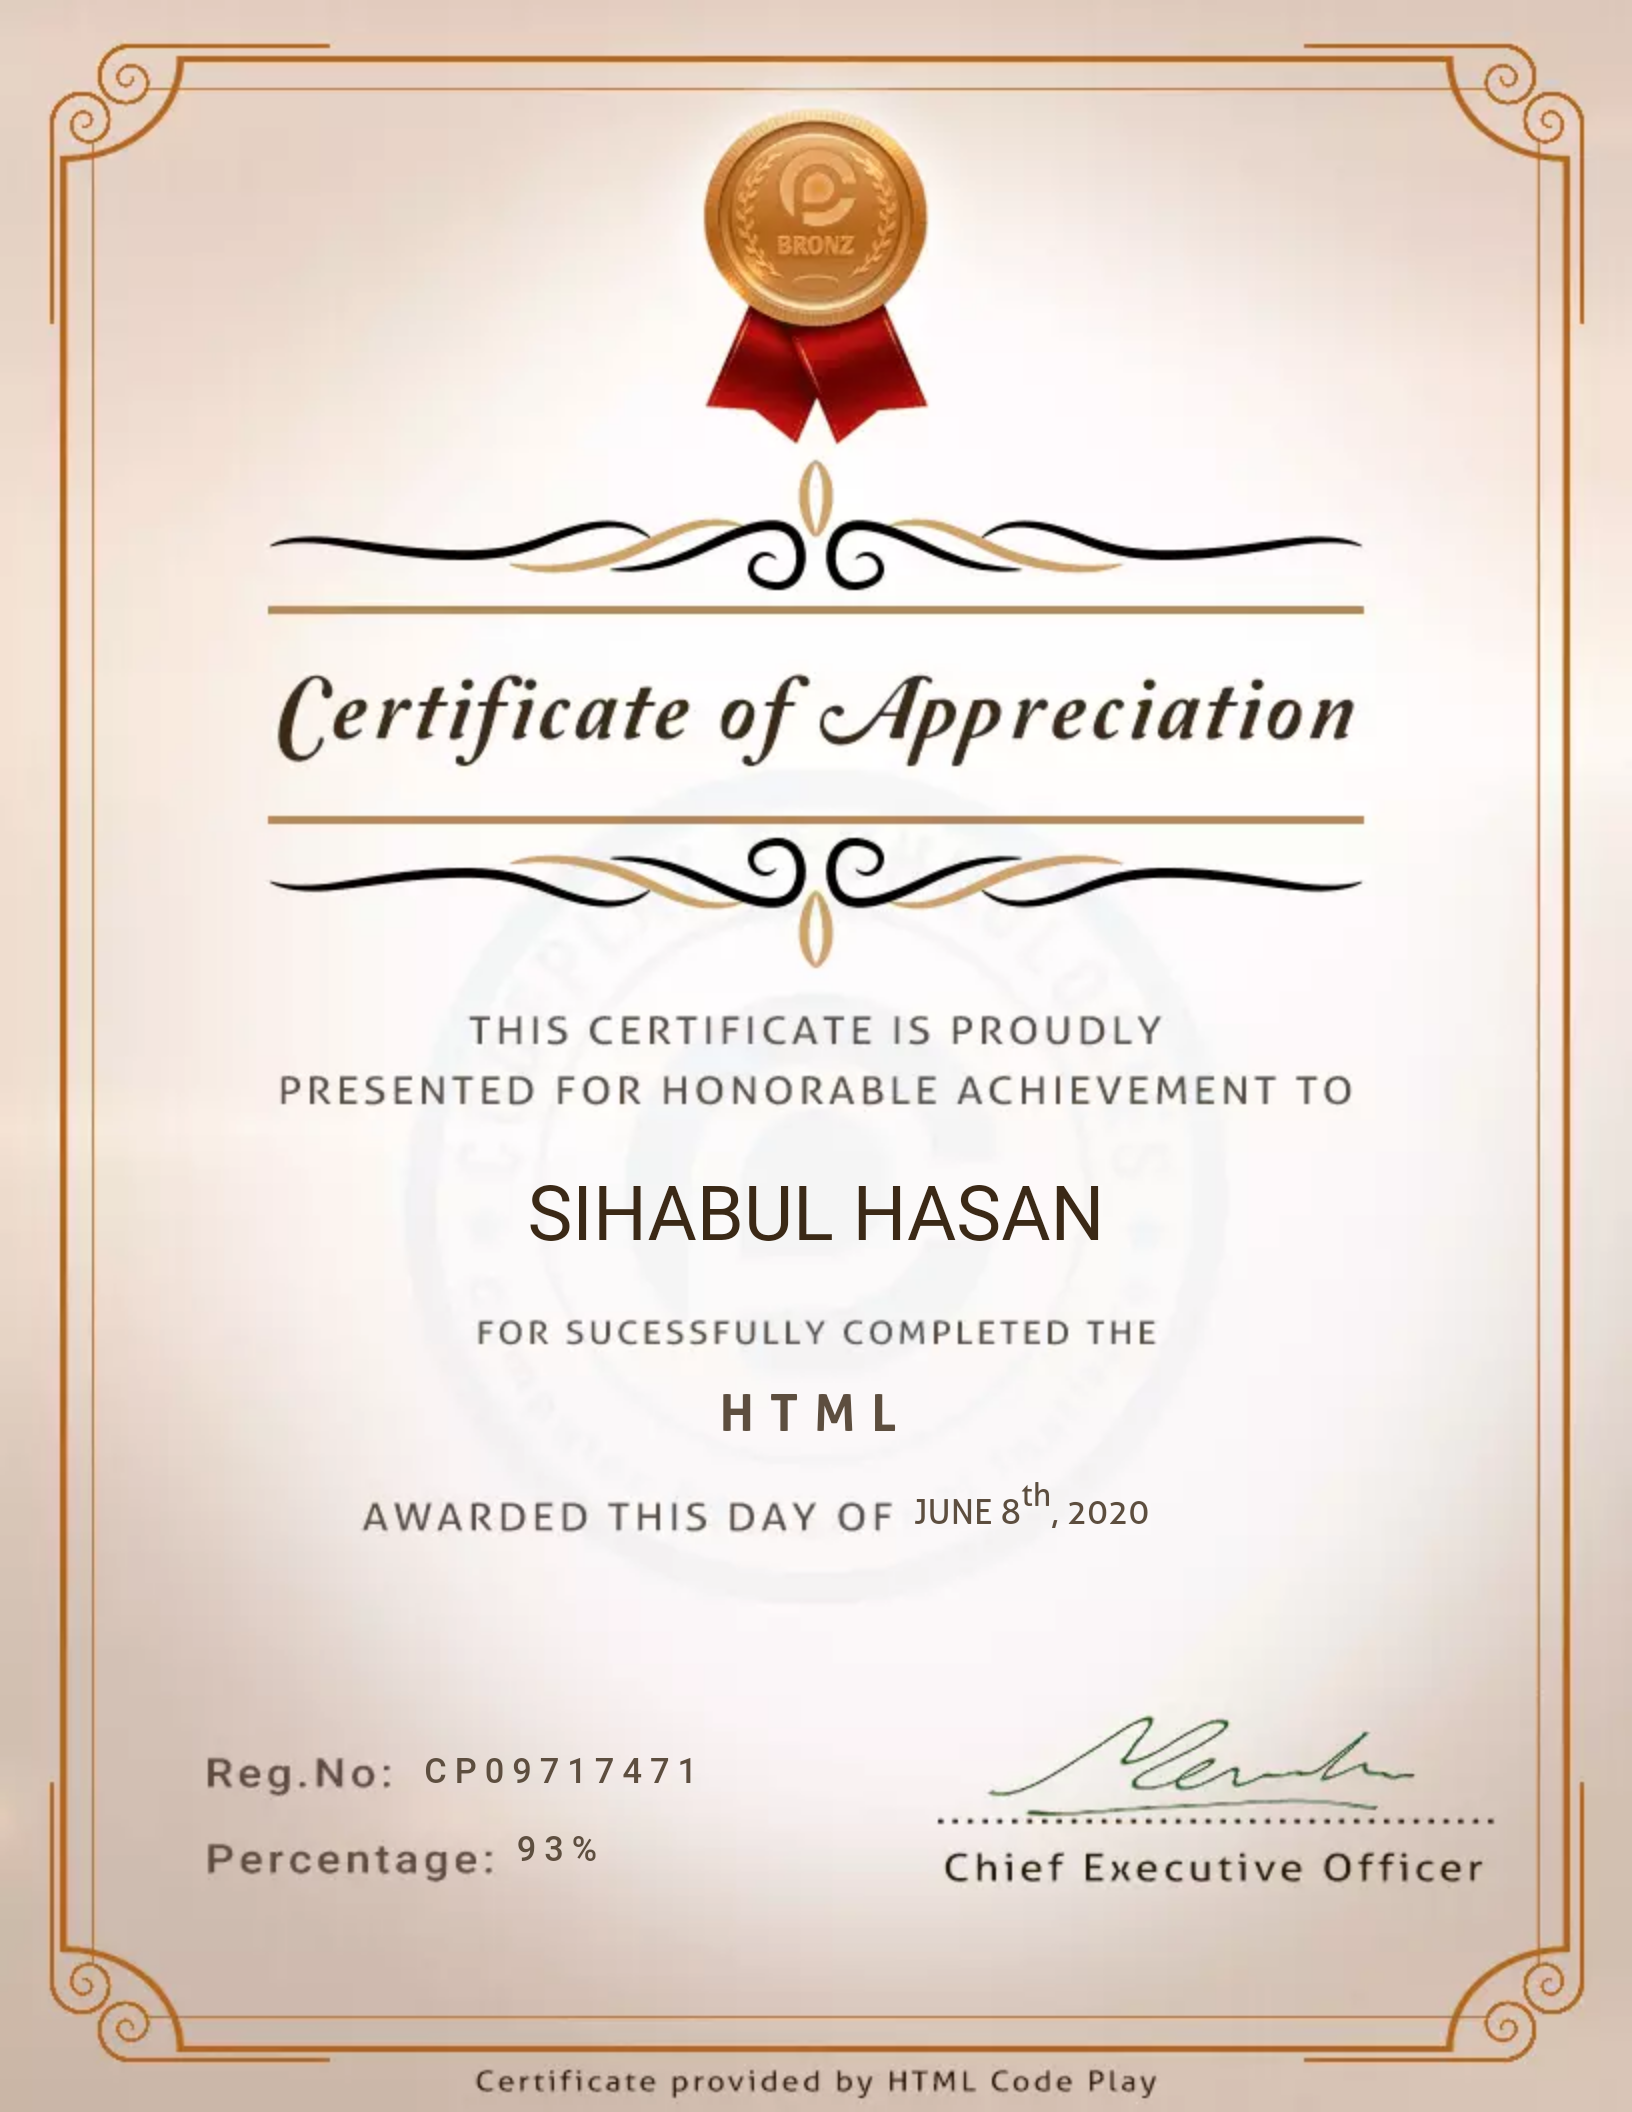 BRONZ
Certificate of Appreciation
THIS CERTIFICATE IS PROUDLY
PRESENTED FOR HONORABLE ACHIEVEMENT TO
SIHABUL HASAN
FOR SUCESSFULLY COMPLETED THE
HTML
AWARDED THIS DAY OF JUNE 8th, 2020
Reg.No: CP09717471
Percentage: 93%
Chief Executive Officer
Certificate provided by HTML Code Play